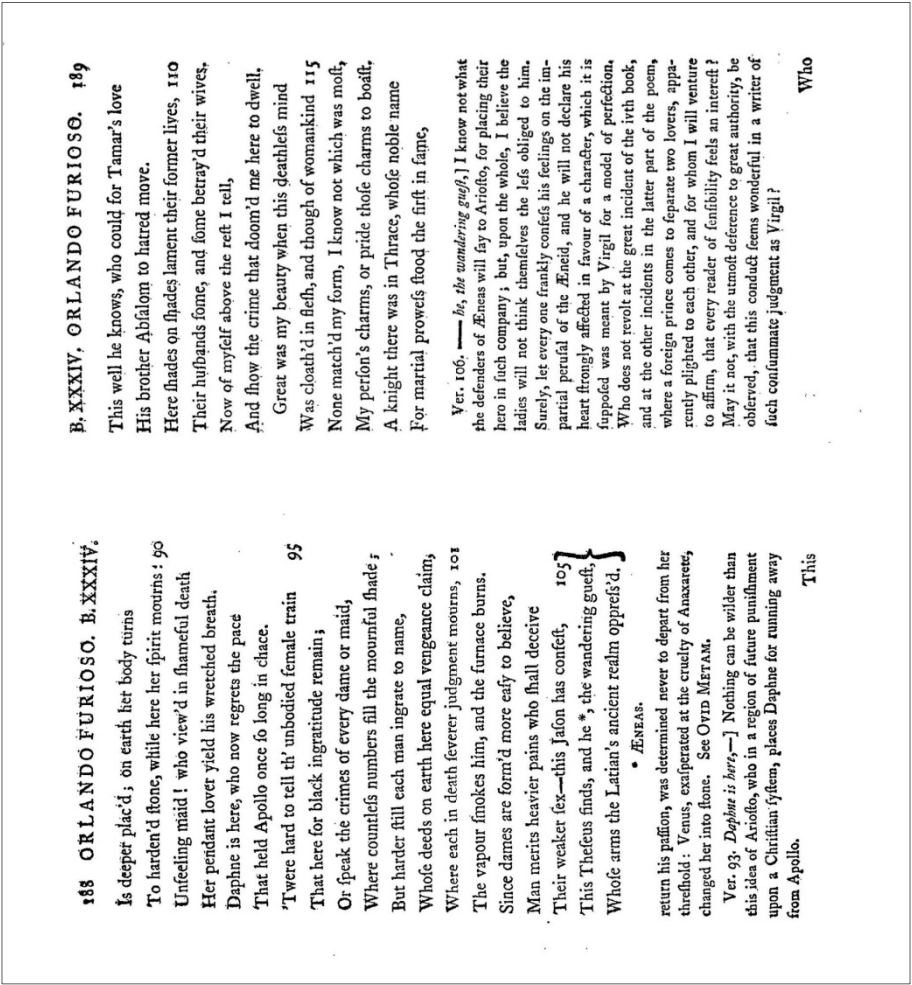 188 ORLANDO FURIOSO. B. XXXIV.
Is deeper plac'd; on earth her body turns
To harden'd ſtone, while here her ſpirit mourns: 90
Unfeeling maid! who view'd in ſhameful death
Her pendant lover yield his wretched breath.
Daphne is here, who now regrets the pace
That held Apollo once ſo long in chace.
'Twere hard to tell th' unbodied female train 95
That here for black ingratitude remain;
Or ſpeak the crimes of every dame or maid,
Where countleſs numbers fill the mournful ſhade;
But harder ſtill each man ingrate to name,
Whoſe deeds on earth here equal vengeance claim,
Where each in death ſeverer judgment mourns, 101
The vapour ſmokes him, and the furnace burns.
Since dames are form'd more eaſy to believe,
Man merits heavier pains who ſhall deceive
Their weaker ſex—this Jaſon has confeſt, 105
This Theſeus finds, and he *, the wandering gueſt,
Whoſe arms the Latian's ancient realm oppreſs'd.
* ÆNEAS.
return his paſſion, was determined never to depart from her
threſhold: Venus, exaſperated at the cruelty of Anaxarete,
changed her into ſtone. See OVID METAM.
Ver. 93. Daphne is here,—] Nothing can be wilder than
this idea of Arioſto, who in a region of future puniſhment
upon a Chriſtian ſyſtem, places Daphne for running away
from Apollo.
This
B. XXXIV. ORLANDO FURIOSO. 189
This well he knows, who could for Tamar's love
His brother Abſalom to hatred move.
Here ſhades on ſhades lament their former lives, 110
Their huſbands ſome, and ſome betray'd their wives.
Now of myſelf above the reſt I tell,
And ſhow the crime that doom'd me here to dwell.
Great was my beauty when this deathleſs mind
Was cloath'd in fleſh, and though of womankind 115
None match'd my form, I know not which was moſt,
My perſon's charms, or pride thoſe charms to boaſt.
A knight there was in Thrace, whoſe noble name
For martial proweſs ſtood the firſt in fame,
Ver. 106. —— he, the wandering gueſt,] I know not what
the defenders of Æneas will ſay to Arioſto, for placing their
hero in ſuch company; but, upon the whole, I believe the
ladies will not think themſelves the leſs obliged to him.
Surely, let every one frankly confeſs his feelings on the im-
partial peruſal of the Æneid, and he will not declare his
heart ſtrongly affected in favour of a character, which it is
ſuppoſed was meant by Virgil for a model of perfection.
Who does not revolt at the great incident of the ivth book,
and at the other incidents in the latter part of the poem,
where a foreign prince comes to ſeparate two lovers, appa-
rently plighted to each other, and for whom I will venture
to affirm, that every reader of ſenſibility feels an intereſt?
May it not, with the utmoſt deference to great authority, be
obſerved, that this conduct ſeems wonderful in a writer of
ſuch conſummate judgment as Virgil?
Who